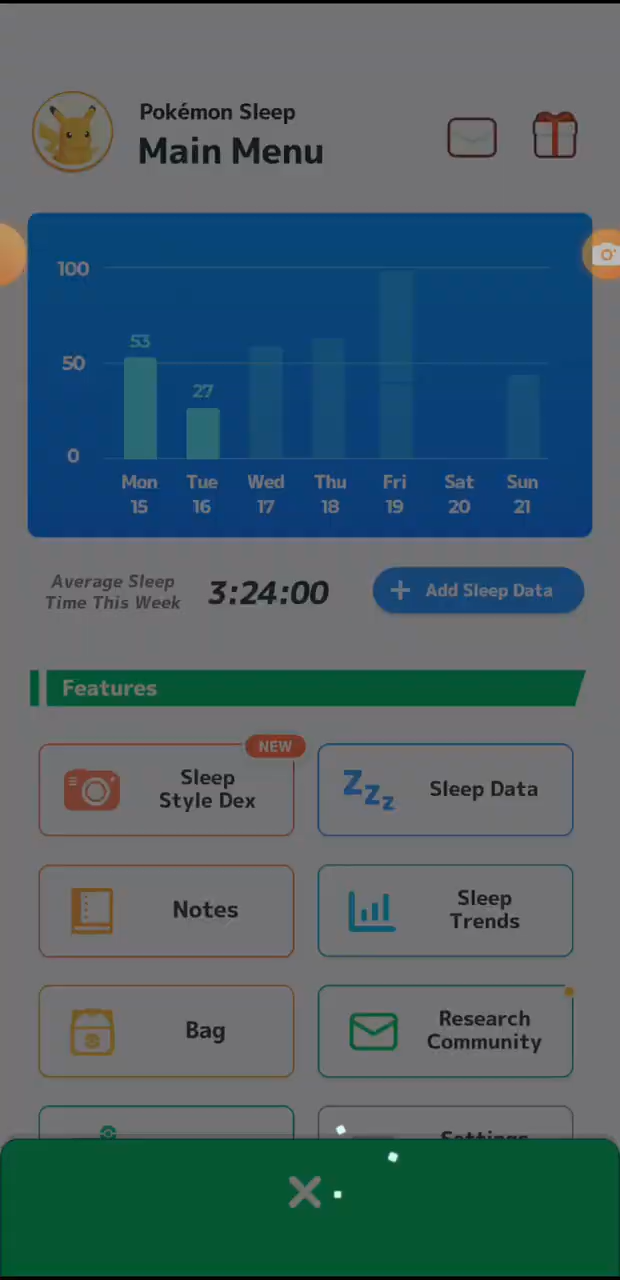 Pokémon Sleep
Main Menu
100
53
50
27
0
Mon Tue Wed Thu Fri Sat Sun
15 16 17 18 19 20 21
Average Sleep
Time This Week
3:24:00
Add Sleep Data
Features
NEW
Sleep
Style Dex
Sleep Data
Notes
Sleep
Trends
Bag
Research
Community
Settings